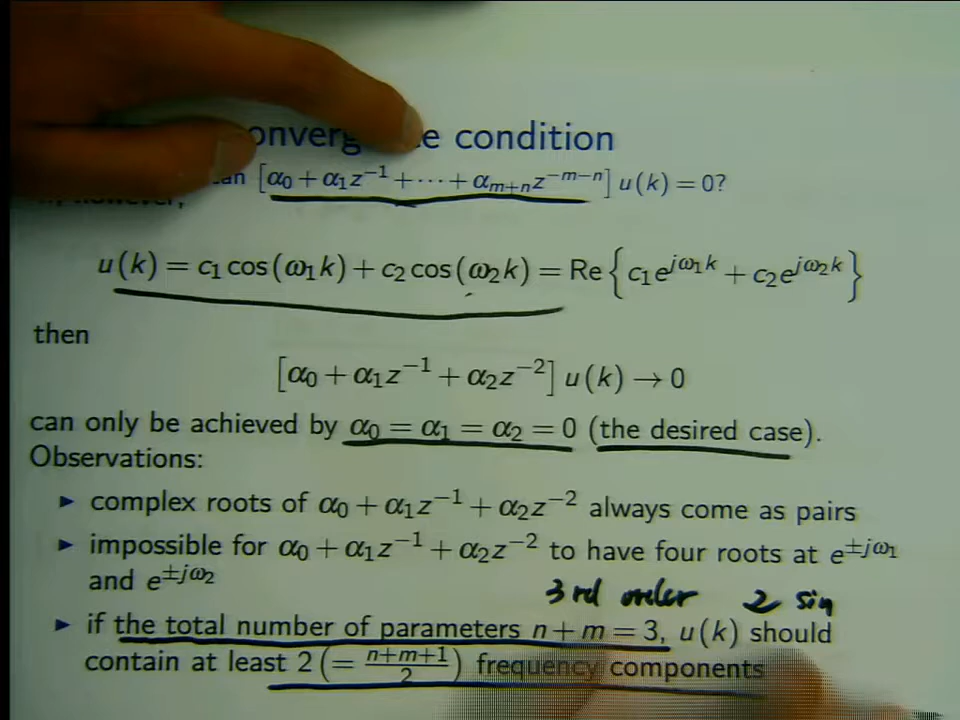 condition
[α₀ + α₁z⁻¹ + ⋯ + αₘ₊ₙz⁻ᵐ⁻ⁿ] u(k) = 0?
u(k) = c₁ cos(ω₁k) + c₂ cos(ω₂k) = Re {c₁e^{jω₁k} + c₂e^{jω₂k}}
then
[α₀ + α₁z⁻¹ + α₂z⁻²] u(k) → 0
can only be achieved by α₀ = α₁ = α₂ = 0 (the desired case).
Observations:
▶ complex roots of α₀ + α₁z⁻¹ + α₂z⁻² always come as pairs
▶ impossible for α₀ + α₁z⁻¹ + α₂z⁻² to have four roots at e^{±jω₁}
and e^{±jω₂}
3rd order 2 sin
▶ if the total number of parameters n + m = 3, u(k) should
contain at least 2 (= (n+m+1)/2) frequency components